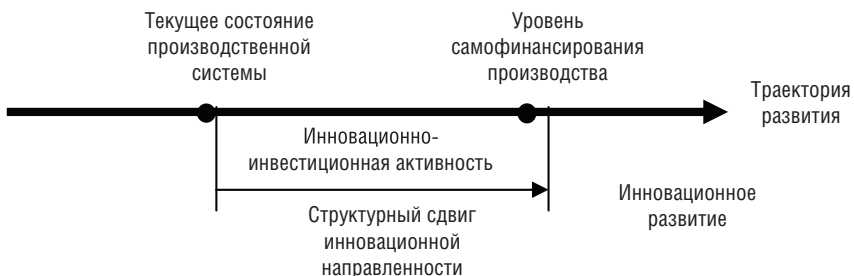 Текущее состояние
производственной
системы
Уровень
самофинансирования
производства
Траектория
развития
Инновационно-
инвестиционная активность
Инновационное
развитие
Структурный сдвиг
инновационной
направленности